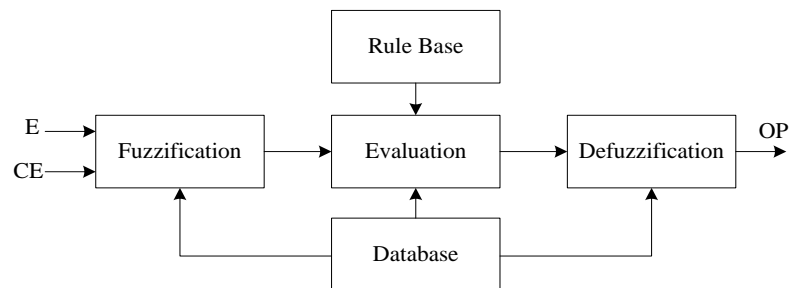 Rule Base
E
CE
Fuzzification
Evaluation
Defuzzification
OP
Database